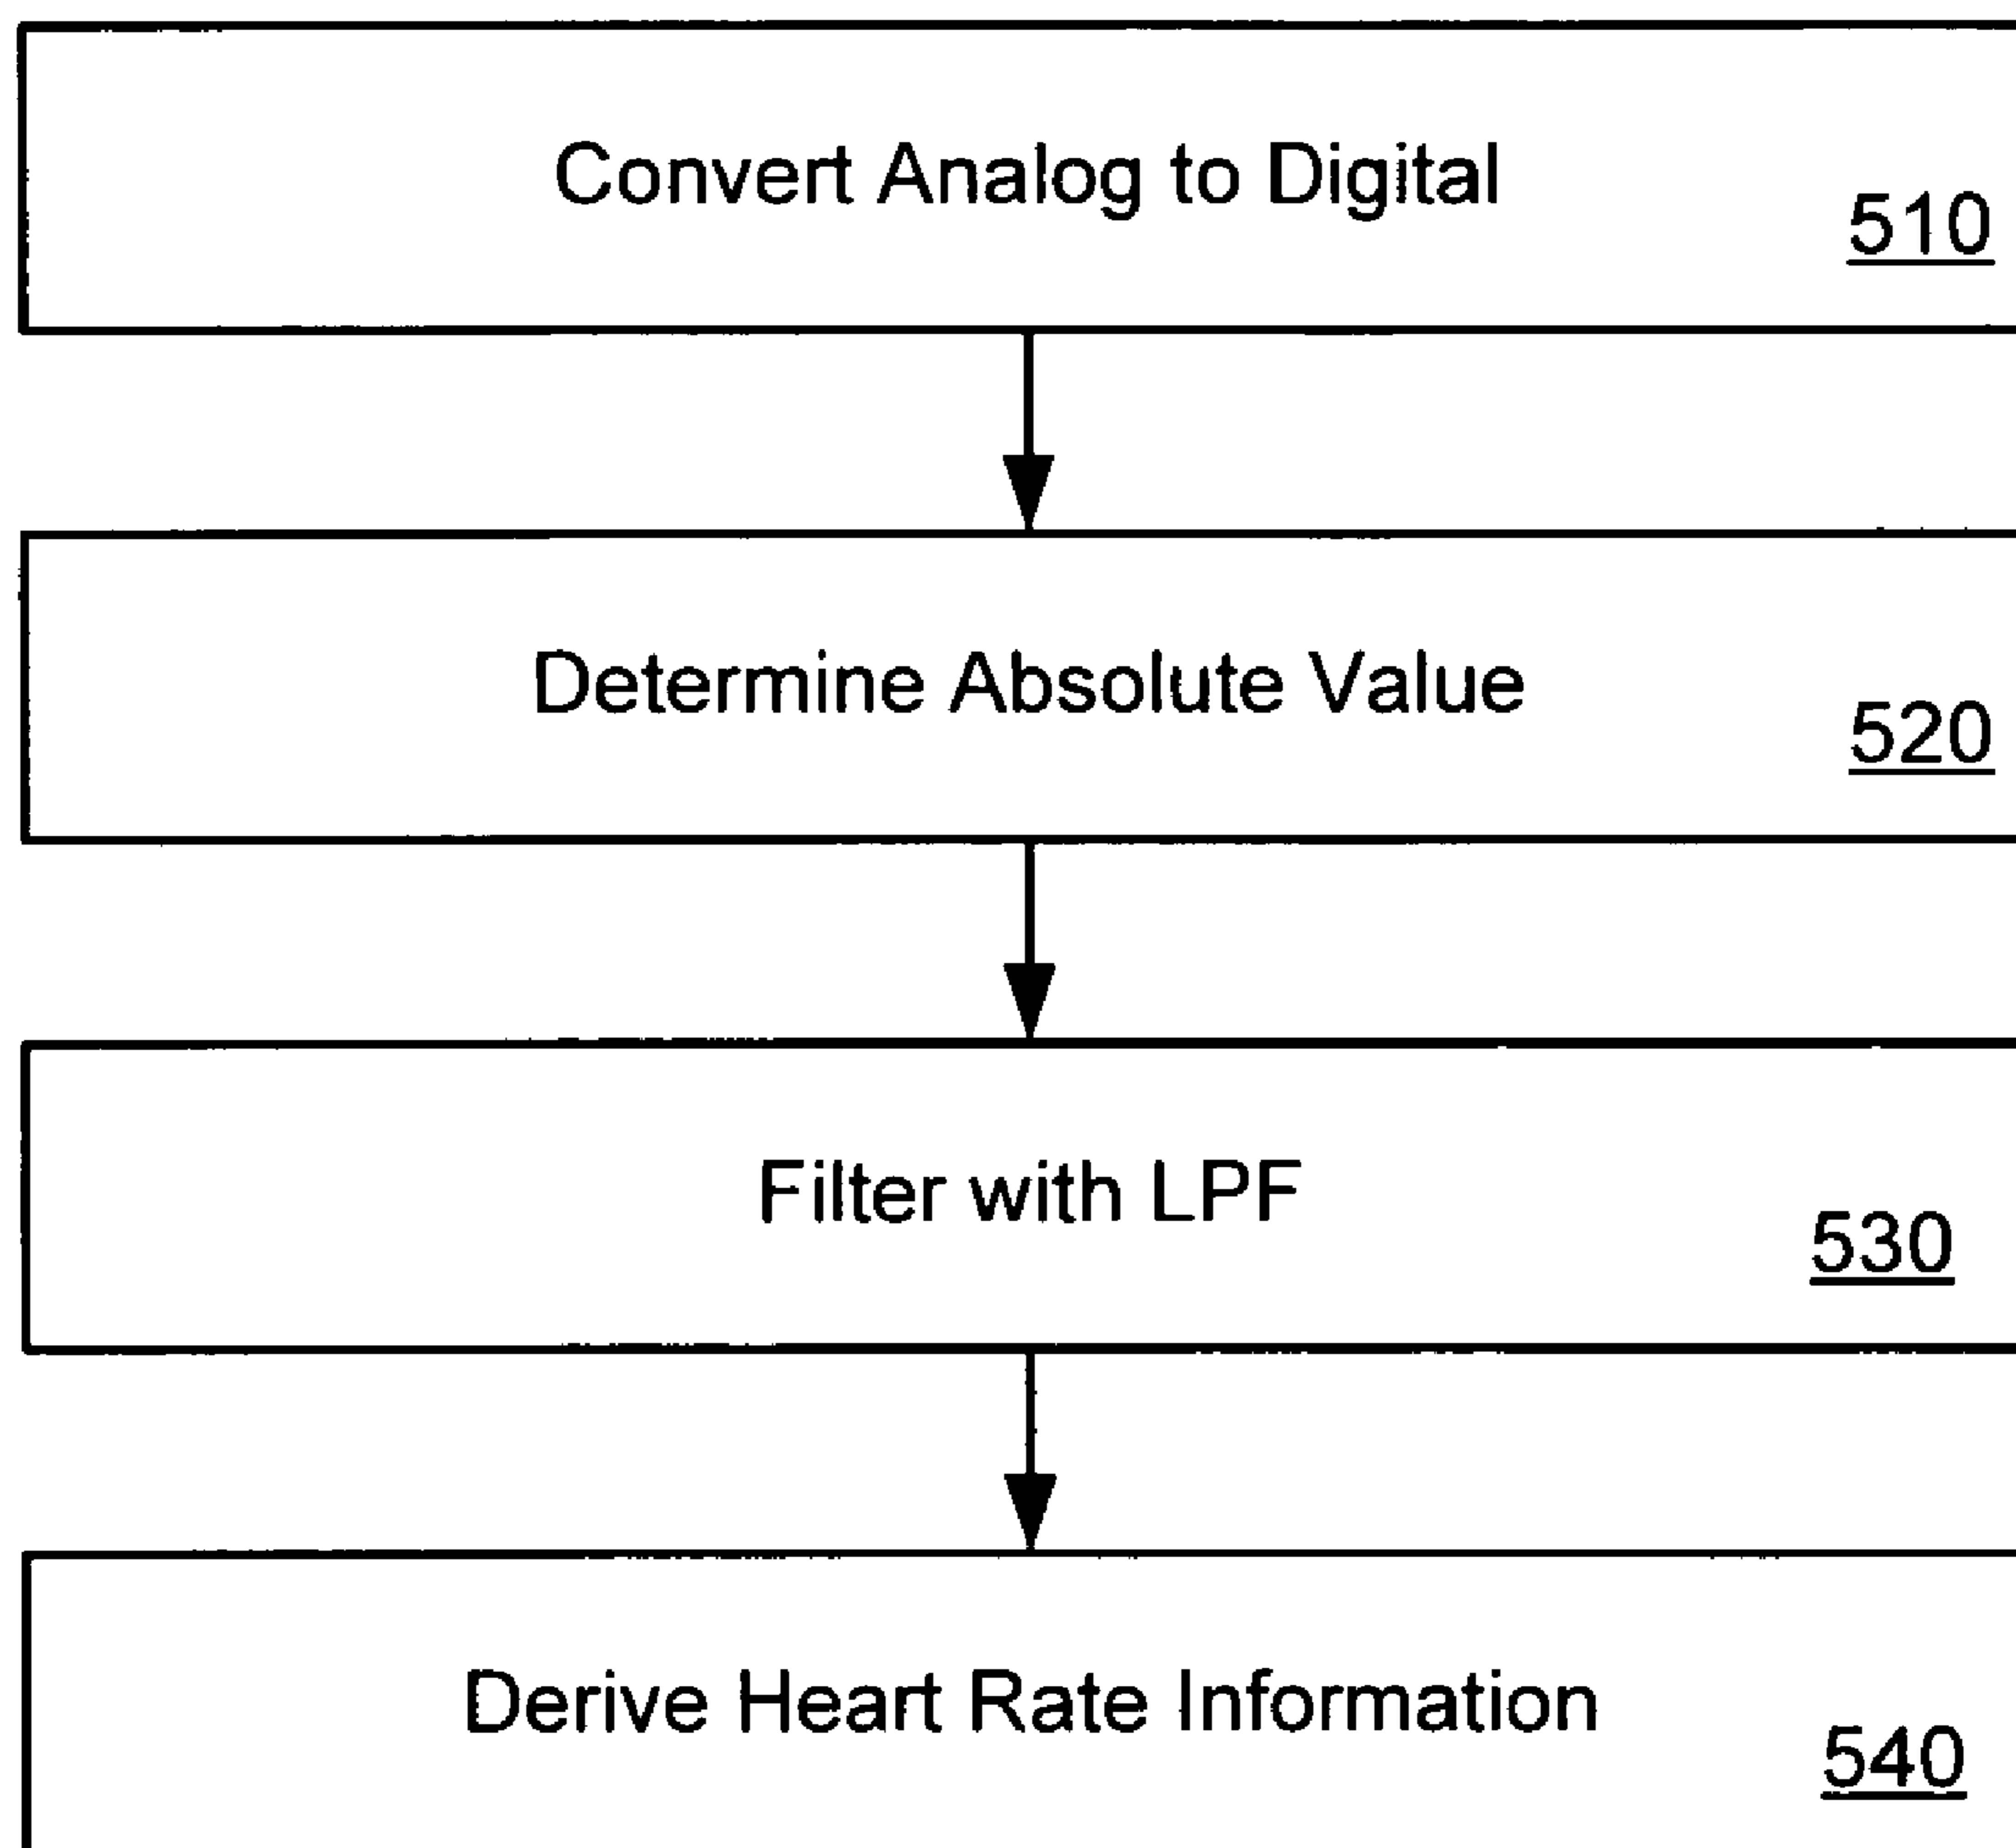 Convert Analog to Digital
510
Determine Absolute Value
520
Filter with LPF
530
Derive Heart Rate Information
540